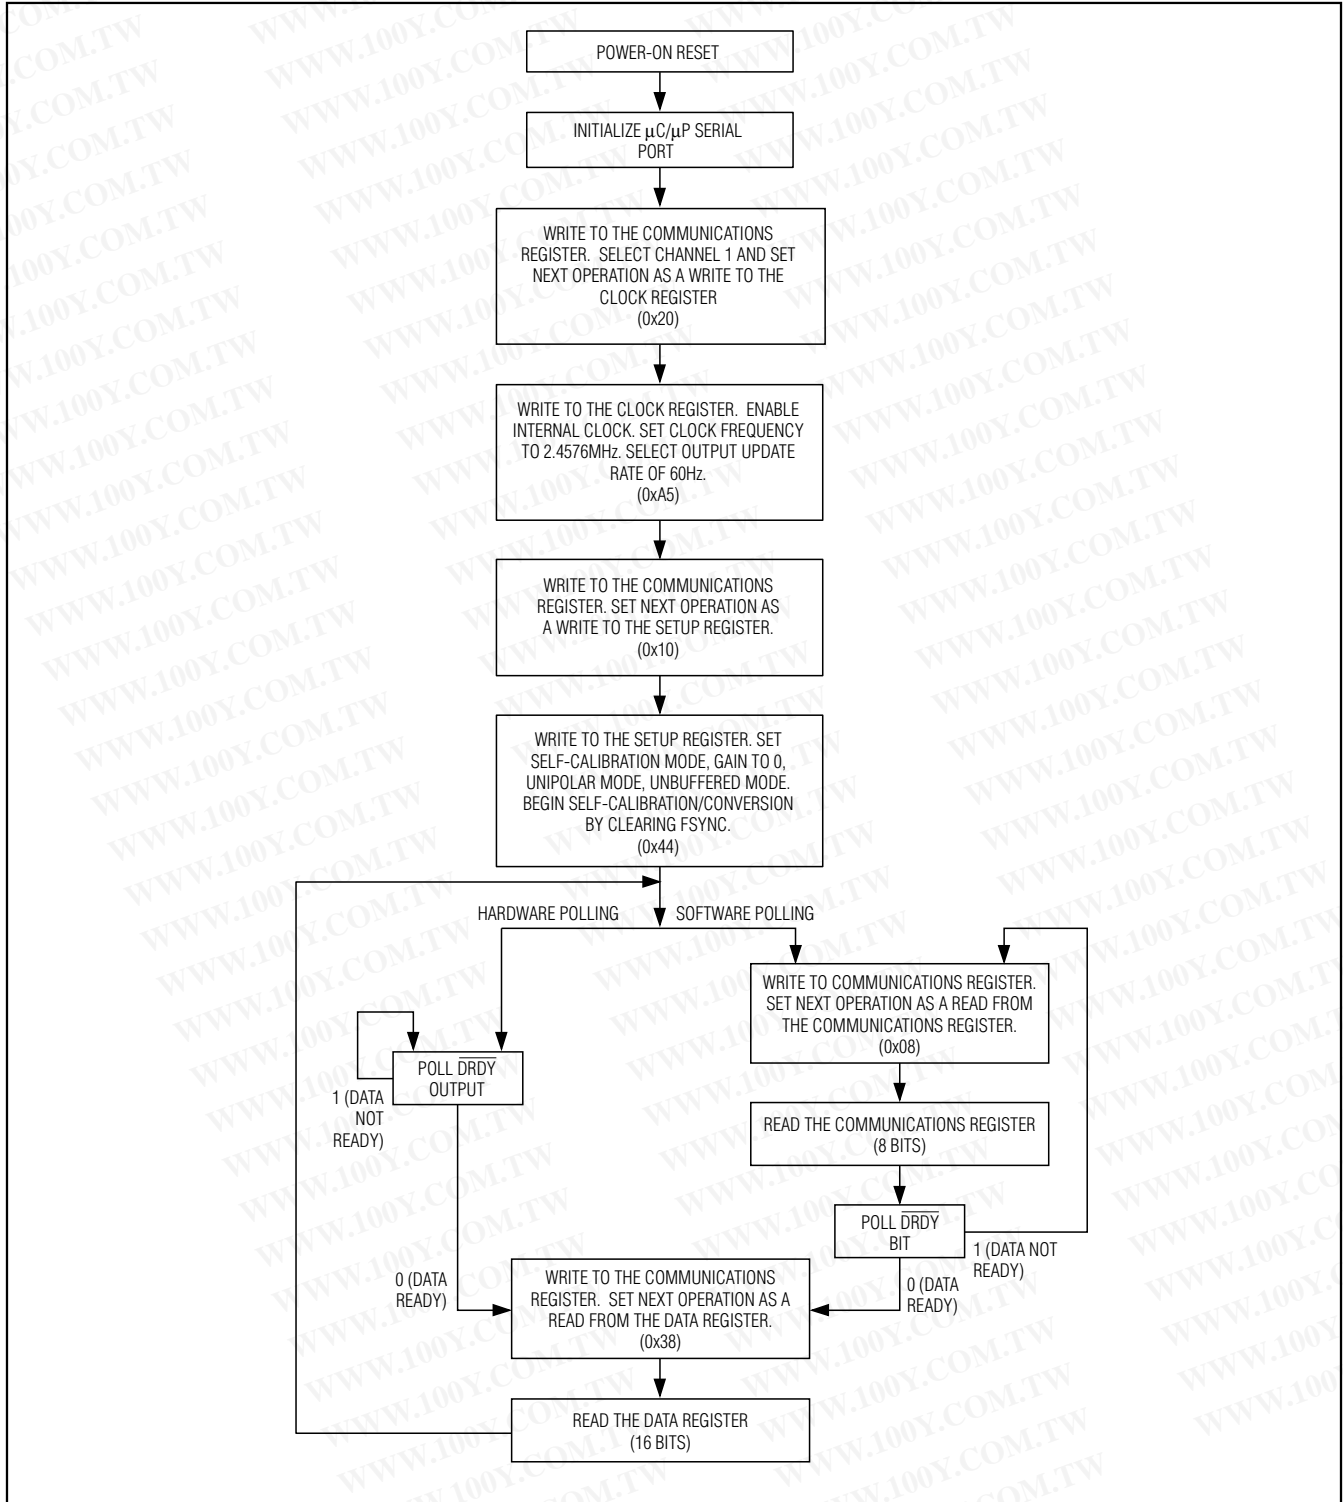 POWER-ON RESET
INITIALIZE μC/μP SERIAL
PORT
WRITE TO THE COMMUNICATIONS
REGISTER. SELECT CHANNEL 1 AND SET
NEXT OPERATION AS A WRITE TO THE
CLOCK REGISTER
(0x20)
WRITE TO THE CLOCK REGISTER. ENABLE
INTERNAL CLOCK. SET CLOCK FREQUENCY
TO 2.4576MHz. SELECT OUTPUT UPDATE
RATE OF 60Hz.
(0xA5)
WRITE TO THE COMMUNICATIONS
REGISTER. SET NEXT OPERATION AS
A WRITE TO THE SETUP REGISTER.
(0x10)
WRITE TO THE SETUP REGISTER. SET
SELF-CALIBRATION MODE, GAIN TO 0,
UNIPOLAR MODE, UNBUFFERED MODE.
BEGIN SELF-CALIBRATION/CONVERSION
BY CLEARING FSYNC.
(0x44)
HARDWARE POLLING
SOFTWARE POLLING
WRITE TO COMMUNICATIONS REGISTER.
SET NEXT OPERATION AS A READ FROM
THE COMMUNICATIONS REGISTER.
(0x08)
POLL DRDY
OUTPUT
1 (DATA
NOT
READY)
READ THE COMMUNICATIONS REGISTER
(8 BITS)
POLL DRDY
BIT
1 (DATA NOT
READY)
0 (DATA
READY)
0 (DATA
READY)
WRITE TO THE COMMUNICATIONS
REGISTER. SET NEXT OPERATION AS A
READ FROM THE DATA REGISTER.
(0x38)
READ THE DATA REGISTER
(16 BITS)
WWW.100Y.COM.TW